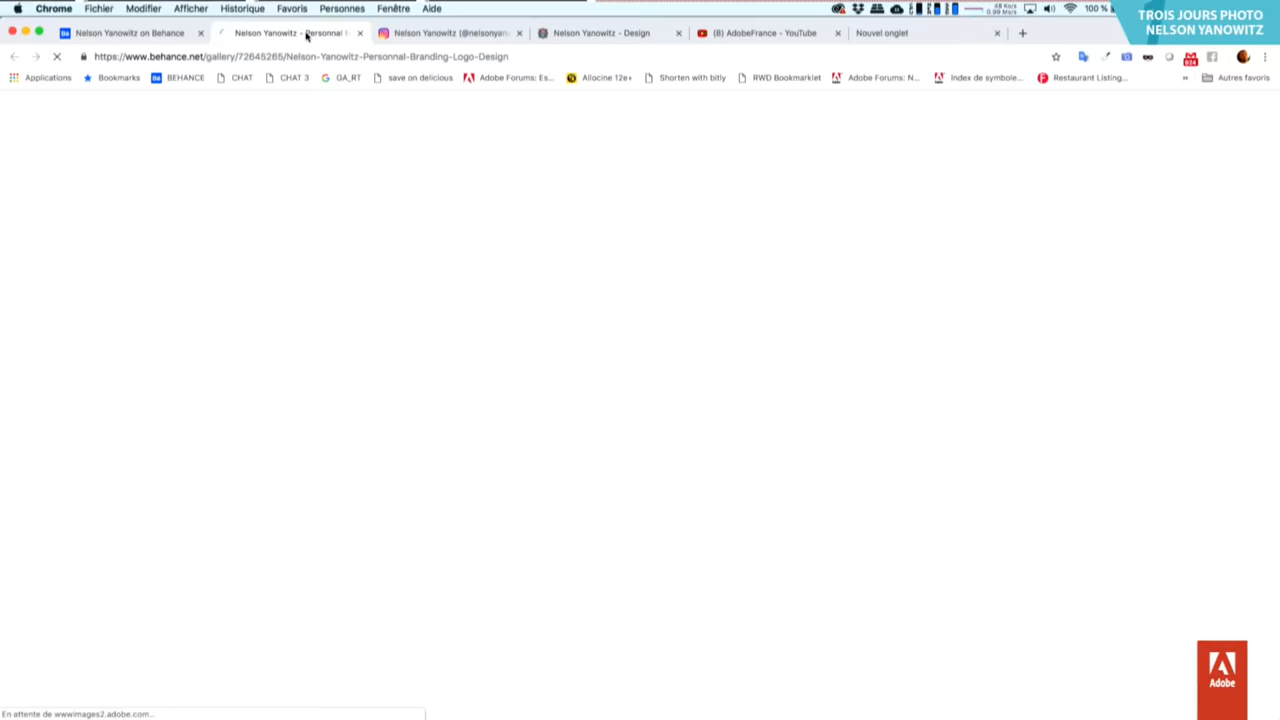 Chrome Fichier Modifier Afficher Historique Favoris Personnes Fenêtre Aide 100 %
TROIS JOURS PHOTO
NELSON YANOWITZ
Nelson Yanowitz on Behance Nelson Yanowitz - Personnal Nelson Yanowitz (@nelsonyan Nelson Yanowitz - Design (8) AdobeFrance - YouTube Nouvel onglet
https://www.behance.net/gallery/72645265/Nelson-Yanowitz-Personnal-Branding-Logo-Design
Applications Bookmarks BEHANCE CHAT CHAT 3 GA_RT save on delicious Adobe Forums: Es... Allocine 12e+ Shorten with bitly RWD Bookmarklet Adobe Forums: N... Index de symbole... Restaurant Listing... » Autres favoris
Adobe
En attente de wwwimages2.adobe.com...